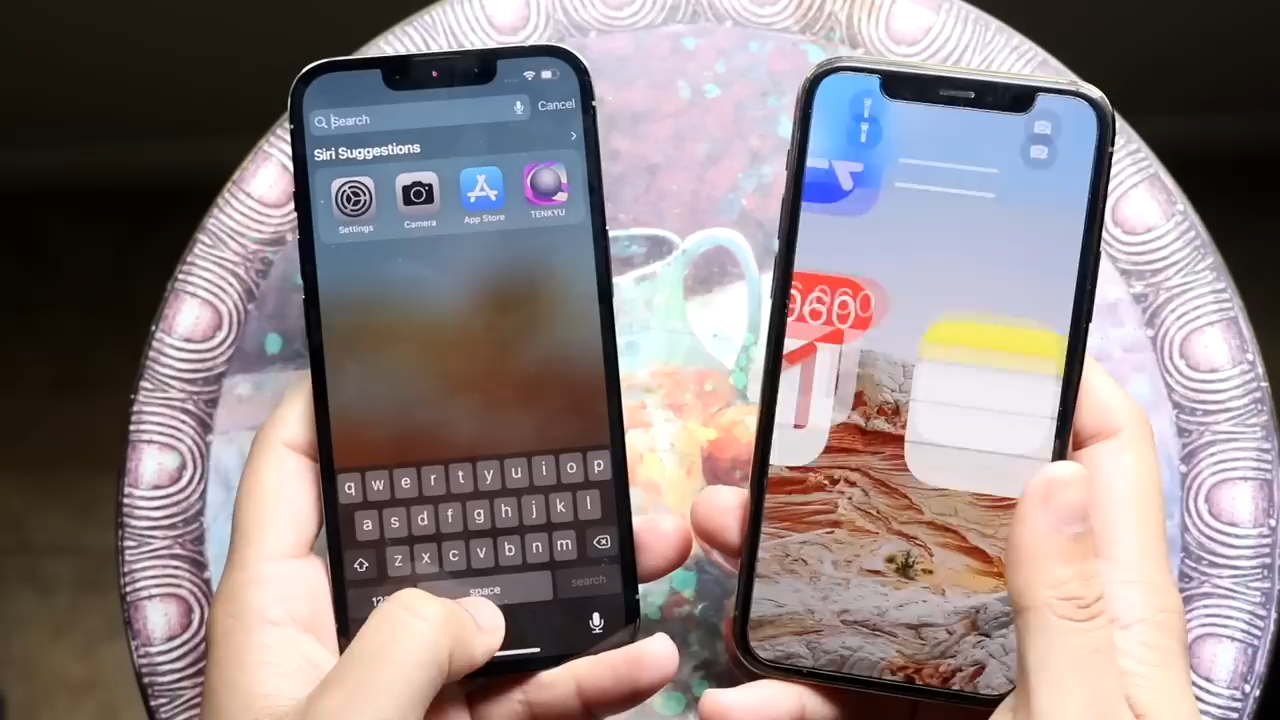 Search
Cancel
Siri Suggestions
Settings
Camera
App Store
TENKYU
q w e r t y u i o p
a s d f g h j k l
z x c v b n m
space
search